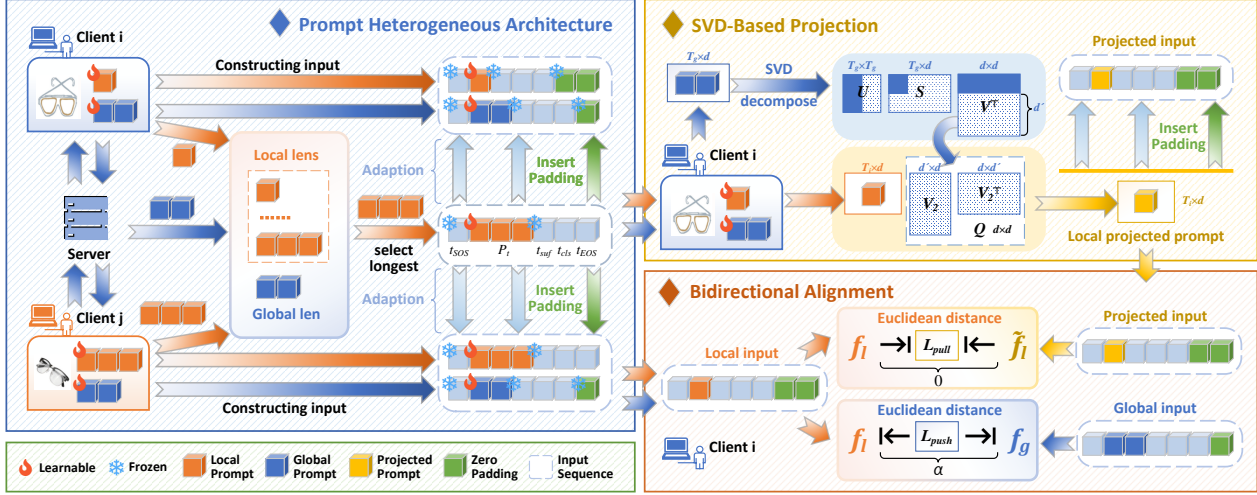 Prompt Heterogeneous Architecture
Client i
Constructing input
Local lens
......
Global len
Server
select
longest
Adaption
Insert
Padding
t_SOS P_t t_suf t_cls t_EOS
Adaption
Insert
Padding
Client j
Constructing input
Learnable
Frozen
Local
Prompt
Global
Prompt
Projected
Prompt
Zero
Padding
Input
Sequence
SVD-Based Projection
T_g×d
SVD
decompose
T_g×T_g
U
T_g×d
S
d×d
V^T
d´
Client i
T_l×d
d´×d
V_2
d×d´
V_2^T
Q d×d
Projected input
Insert
Padding
T_l×d
Local projected prompt
Bidirectional Alignment
Local input
Client i
Euclidean distance
f_l L_pull f̃_l
0
Projected input
Euclidean distance
f_l L_push f_g
α
Global input